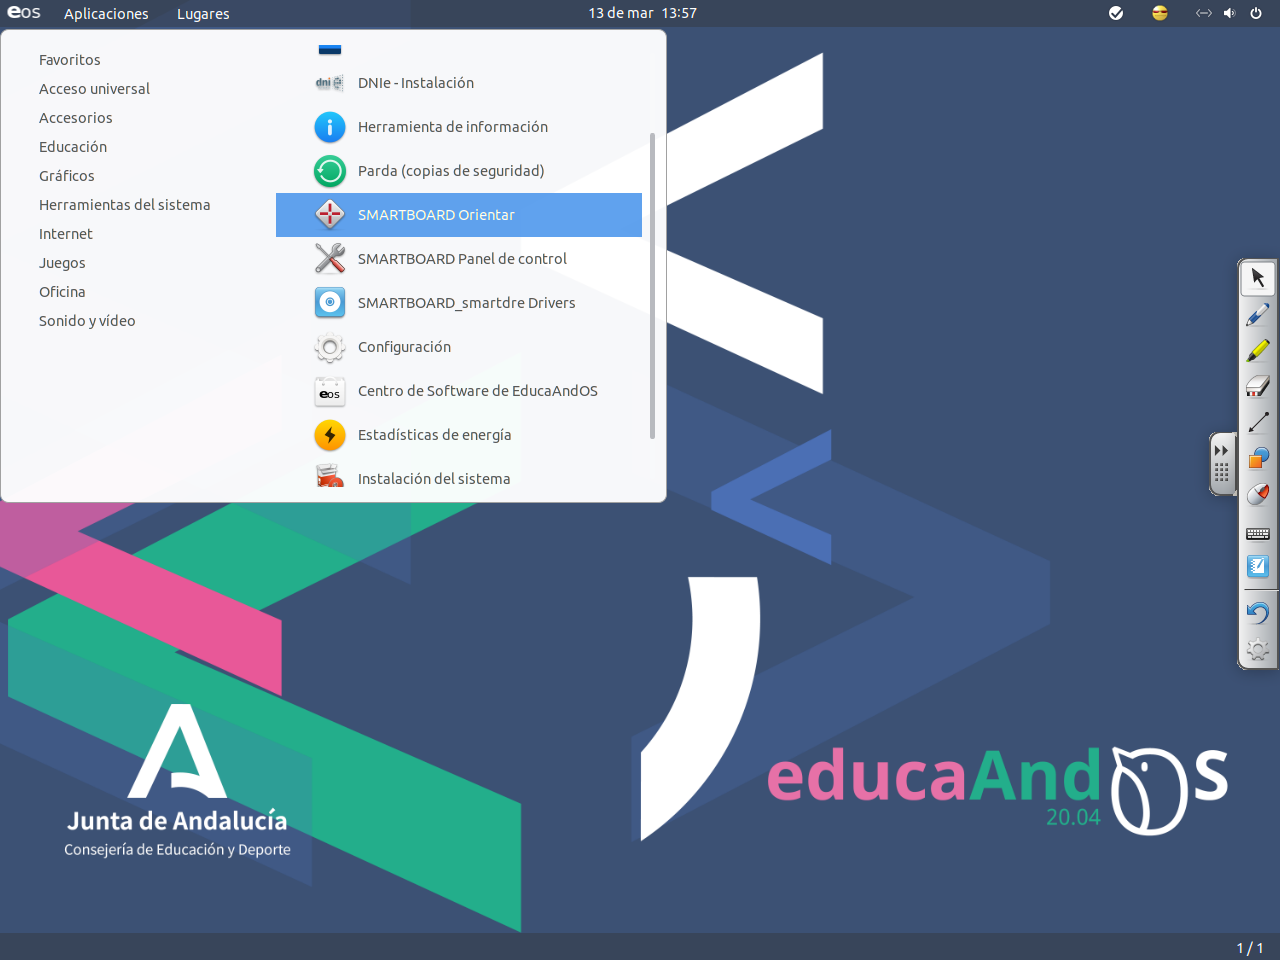 eos Aplicaciones Lugares 13 de mar 13:57
Favoritos
Acceso universal
Accesorios
Educación
Gráficos
Herramientas del sistema
Internet
Juegos
Oficina
Sonido y vídeo
dni DNIe - Instalación
Herramienta de información
Parda (copias de seguridad)
SMARTBOARD Orientar
SMARTBOARD Panel de control
SMARTBOARD_smartdre Drivers
Configuración
eos Centro de Software de EducaAndOS
Estadísticas de energía
Instalación del sistema
Junta de Andalucía
Consejería de Educación y Deporte
educaAndOS
20.04
1 / 1